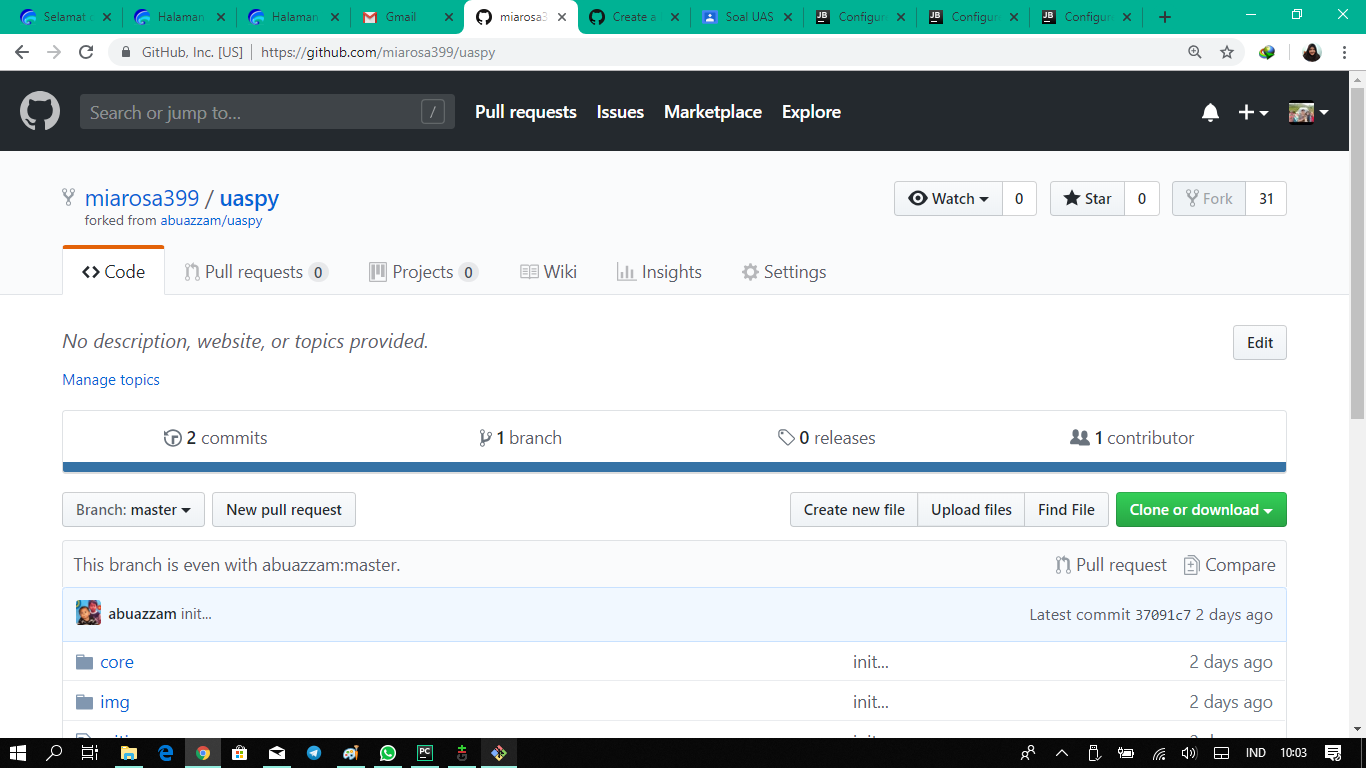 Selamat
Halaman
Halaman
Gmail
miarosa3
Create a
Soal UAS
Configur
Configur
Configur
GitHub, Inc. [US] https://github.com/miarosa399/uaspy
Search or jump to... / Pull requests Issues Marketplace Explore
miarosa399 / uaspy Watch 0 Star 0 Fork 31
forked from abuazzam/uaspy
Code Pull requests 0 Projects 0 Wiki Insights Settings
No description, website, or topics provided. Edit
Manage topics
2 commits 1 branch 0 releases 1 contributor
Branch: master New pull request Create new file Upload files Find File Clone or download
This branch is even with abuazzam:master. Pull request Compare
abuazzam init... Latest commit 37091c7 2 days ago
core init... 2 days ago
img init... 2 days ago
IND 10:03